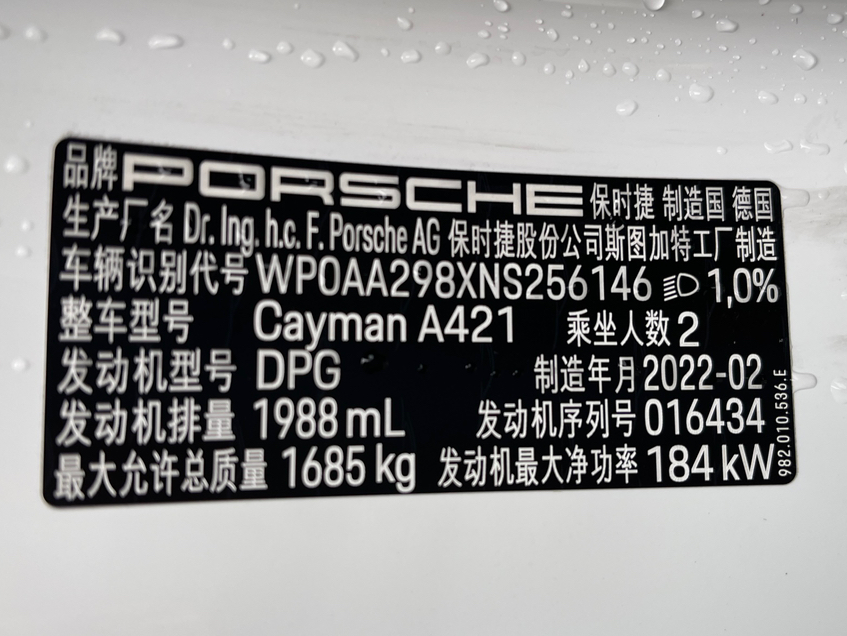 品牌 PORSCHE 保时捷 制造国 德国
生产厂名 Dr. Ing. h.c. F. Porsche AG 保时捷股份公司斯图加特工厂制造
车辆识别代号 WP0AA298XNS256146 1,0%
整车型号 Cayman A421 乘坐人数 2
发动机型号 DPG 制造年月 2022-02
发动机排量 1988 mL 发动机序列号 016434
最大允许总质量 1685 kg 发动机最大净功率 184 kW
982.010.536.E